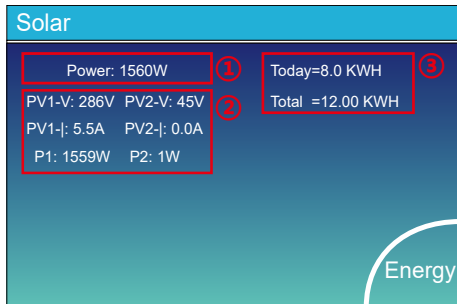 Solar
Power: 1560W ①
PV1-V: 286V PV2-V: 45V ②
PV1-|: 5.5A PV2-|: 0.0A
P1: 1559W P2: 1W
Today=8.0 KWH ③
Total =12.00 KWH
Energy